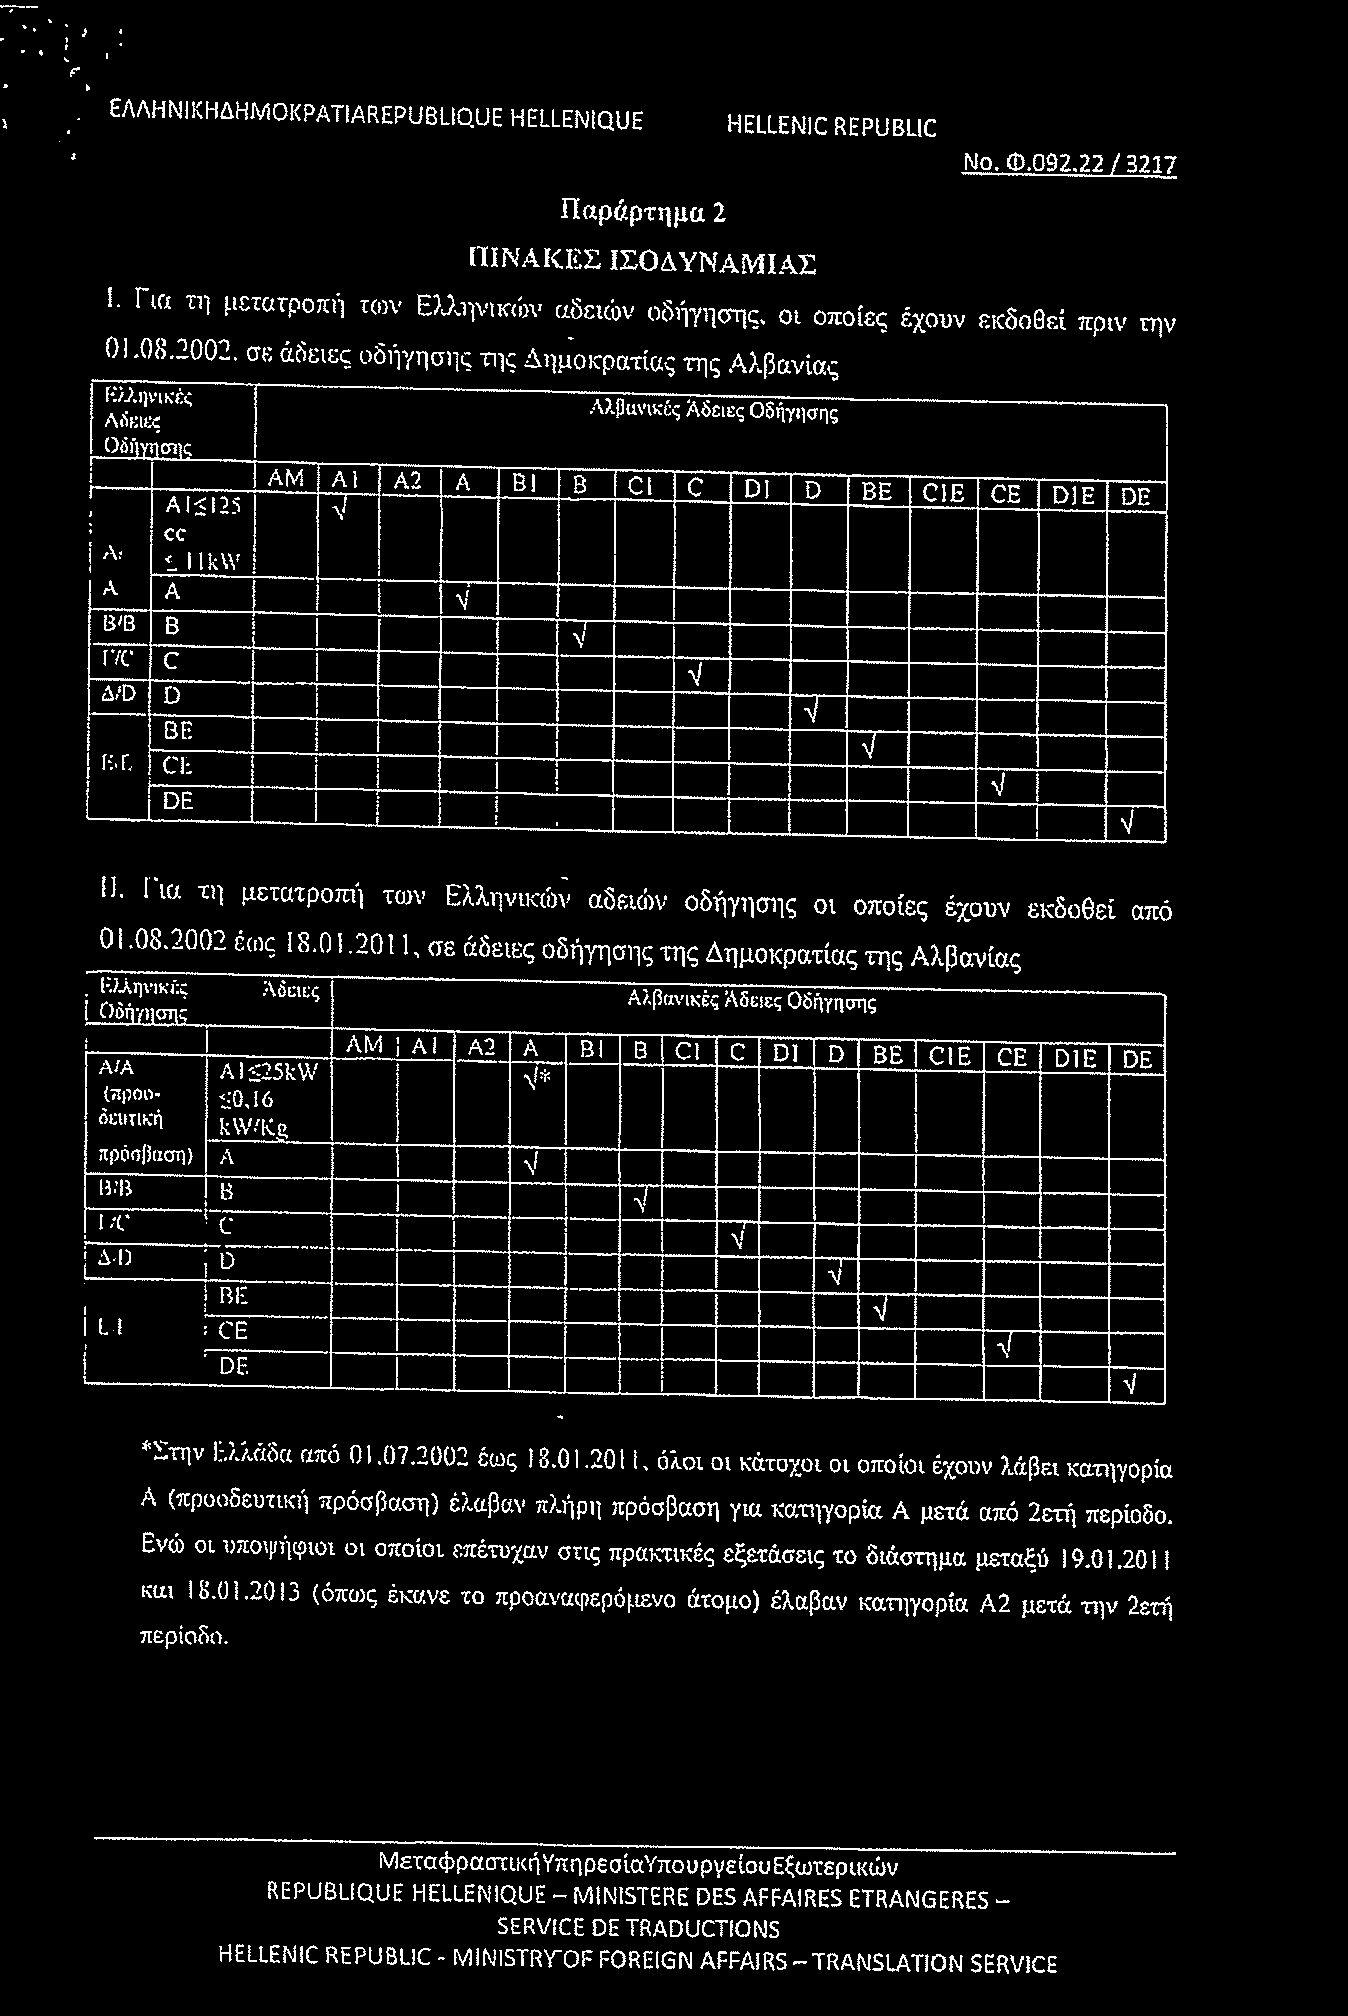 ΕΛΛΗΝΙΚΗΔΗΜΟΚΡΑΤΙΑREPUBLIQUE HELLENIQUE HELLENIC REPUBLIC
No. Φ.092.22 / 3217
Παράρτημα 2
ΠΙΝΑΚΕΣ ΙΣΟΔΥΝΑΜΙΑΣ
I. Για τη μετατροπή των Ελληνικών αδειών οδήγησης, οι οποίες έχουν εκδοθεί πριν την
01.08.2002, σε άδειες οδήγησης της Δημοκρατίας της Αλβανίας
Ελληνικές Αλβανικές Άδειες Οδήγησης
Άδειες
Οδήγησης
AM A1 A2 A B1 B C1 C D1 D BE C1E CE D1E DE
A1≤125 √
cc
A/ ≤ 11kW
A A √
B/B B √
Γ/C C √
Δ/D D √
BE √
E/E CE √
DE √
II. Για τη μετατροπή των Ελληνικών αδειών οδήγησης οι οποίες έχουν εκδοθεί από
01.08.2002 έως 18.01.2011, σε άδειες οδήγησης της Δημοκρατίας της Αλβανίας
Ελληνικές Άδειες Αλβανικές Άδειες Οδήγησης
Οδήγησης
AM A1 A2 A B1 B C1 C D1 D BE C1E CE D1E DE
A/A A1≤25kW √*
(προο- ≤0,16
δευτική kW/Kg
πρόσβαση) A √
B/B B √
Γ/C C √
Δ/D D √
BE √
CE √
DE √
*Στην Ελλάδα από 01.07.2002 έως 18.01.2011, όλοι οι κάτοχοι οι οποίοι έχουν λάβει κατηγορία
Α (προοδευτική πρόσβαση) έλαβαν πλήρη πρόσβαση για κατηγορία Α μετά από 2ετή περίοδο.
Ενώ οι υποψήφιοι οι οποίοι επέτυχαν στις πρακτικές εξετάσεις το διάστημα μεταξύ 19.01.2011
και 18.01.2013 (όπως έκανε το προαναφερόμενο άτομο) έλαβαν κατηγορία Α2 μετά την 2ετή
περίοδο.
ΜεταφραστικήΥπηρεσίαΥπουργείουΕξωτερικών
REPUBLIQUE HELLENIQUE – MINISTERE DES AFFAIRES ETRANGERES –
SERVICE DE TRADUCTIONS
HELLENIC REPUBLIC - MINISTRY OF FOREIGN AFFAIRS – TRANSLATION SERVICE